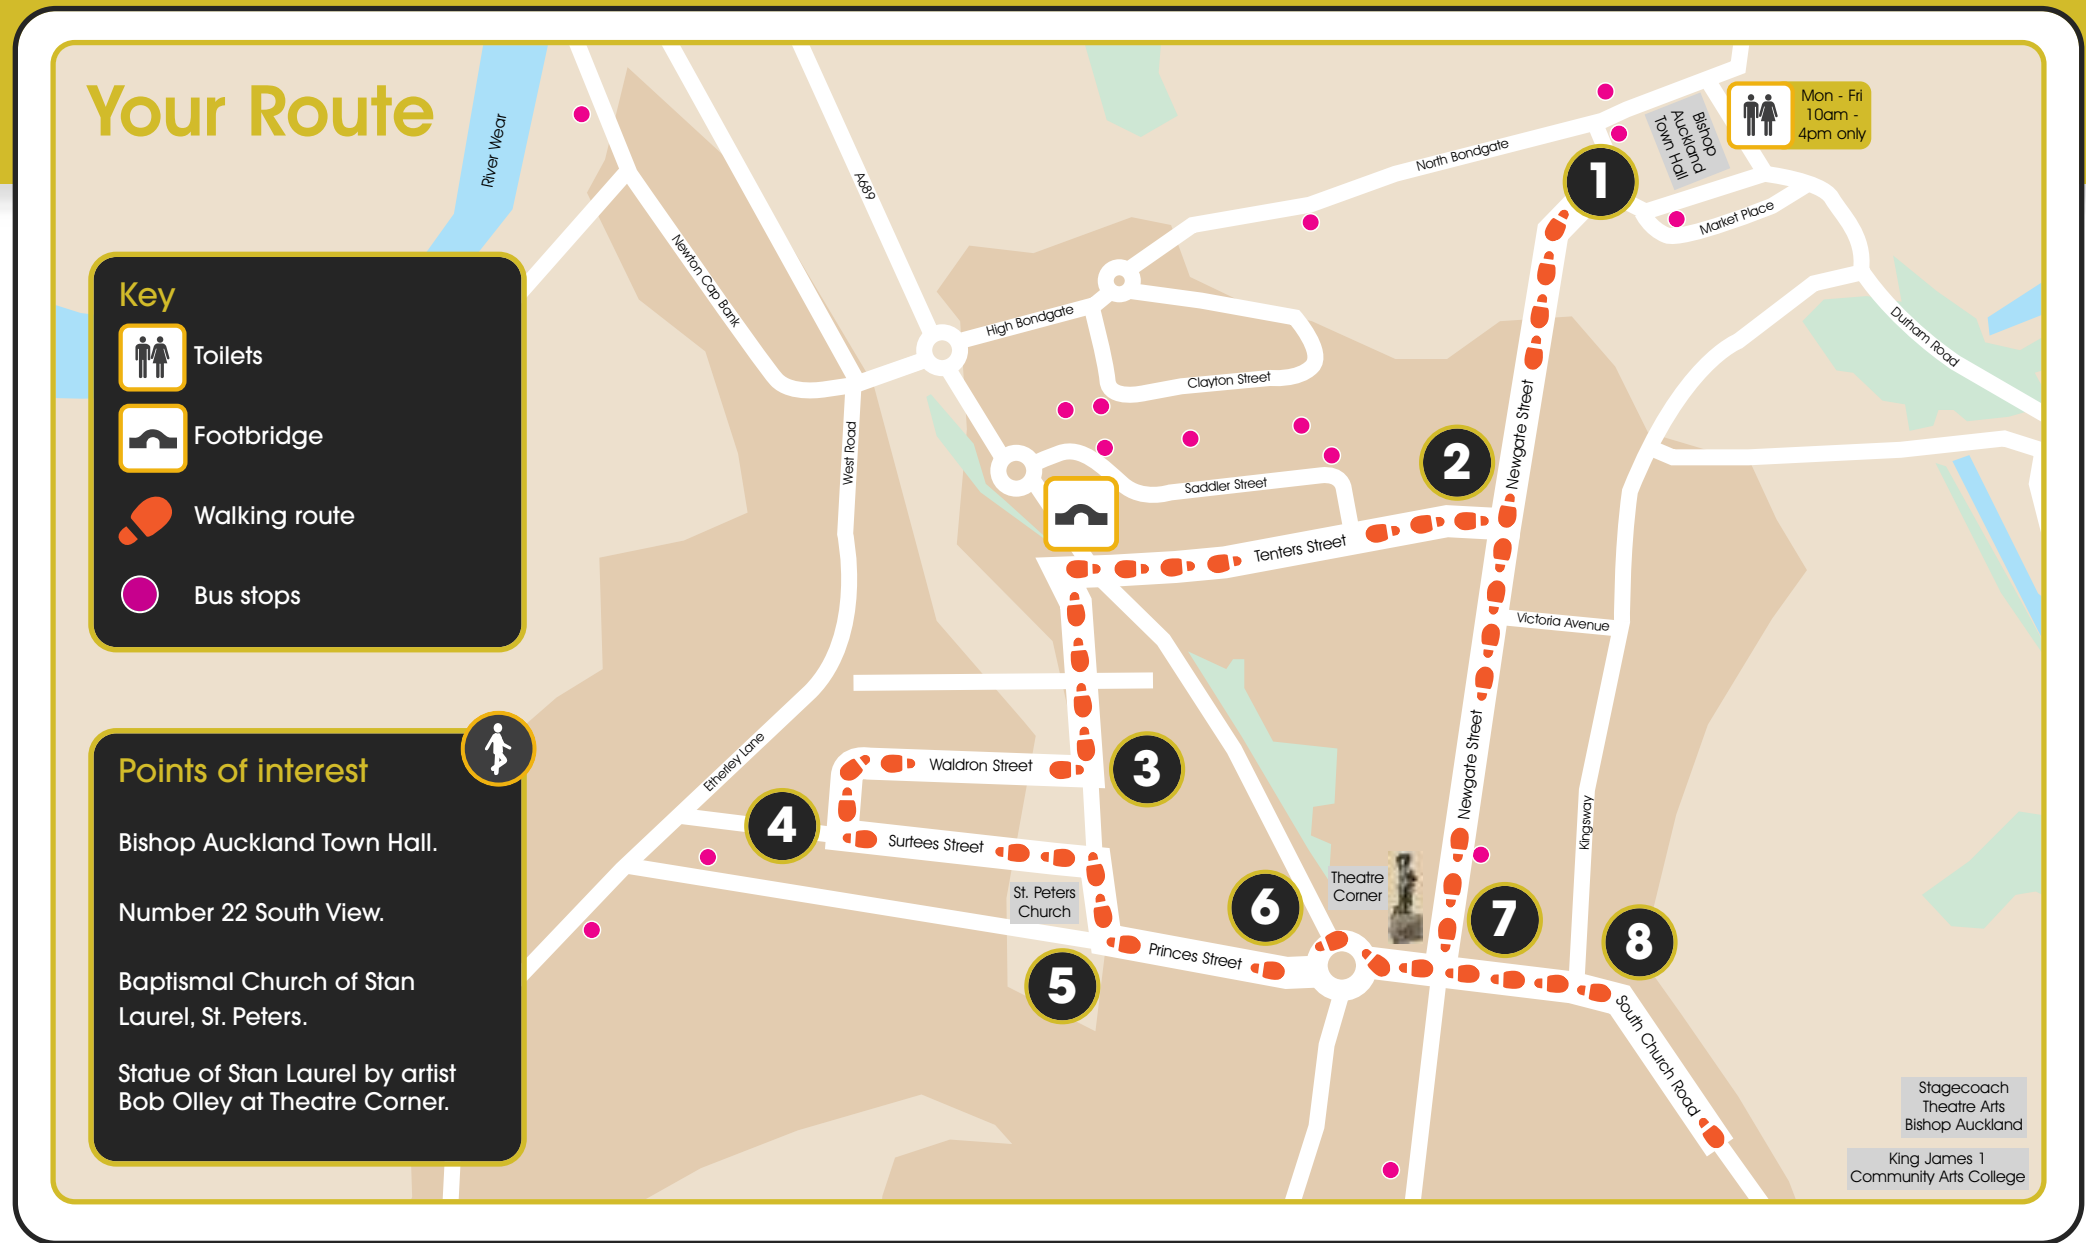 Your Route
Key
Toilets
Footbridge
Walking route
Bus stops
Points of interest
Bishop Auckland Town Hall.
Number 22 South View.
Baptismal Church of Stan
Laurel, St. Peters.
Statue of Stan Laurel by artist
Bob Olley at Theatre Corner.
River Wear
A689
Newton Cap Bank
North Bondgate
High Bondgate
Bishop
Auckland
Town Hall
Mon - Fri
10am -
4pm only
1
Market Place
Durham Road
Clayton Street
West Road
Saddler Street
2
Newgate Street
Tenters Street
Victoria Avenue
Newgate Street
Etherley Lane
Waldron Street
3
4
Surtees Street
Kingsway
St. Peters
Church
Theatre
Corner
5
6
7
8
Princes Street
South Church Road
Stagecoach
Theatre Arts
Bishop Auckland
King James 1
Community Arts College